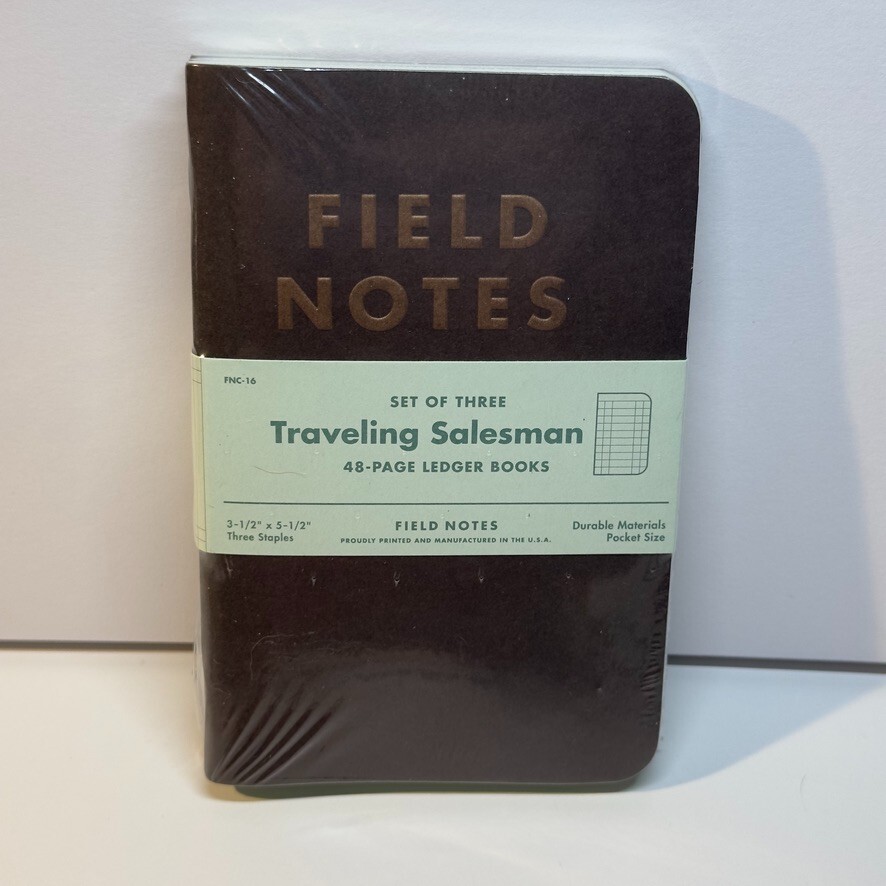 FIELD
NOTES
FNC-16
SET OF THREE
Traveling Salesman
48-PAGE LEDGER BOOKS
3-1/2" x 5-1/2"
Three Staples
FIELD NOTES
PROUDLY PRINTED AND MANUFACTURED IN THE U.S.A.
Durable Materials
Pocket Size